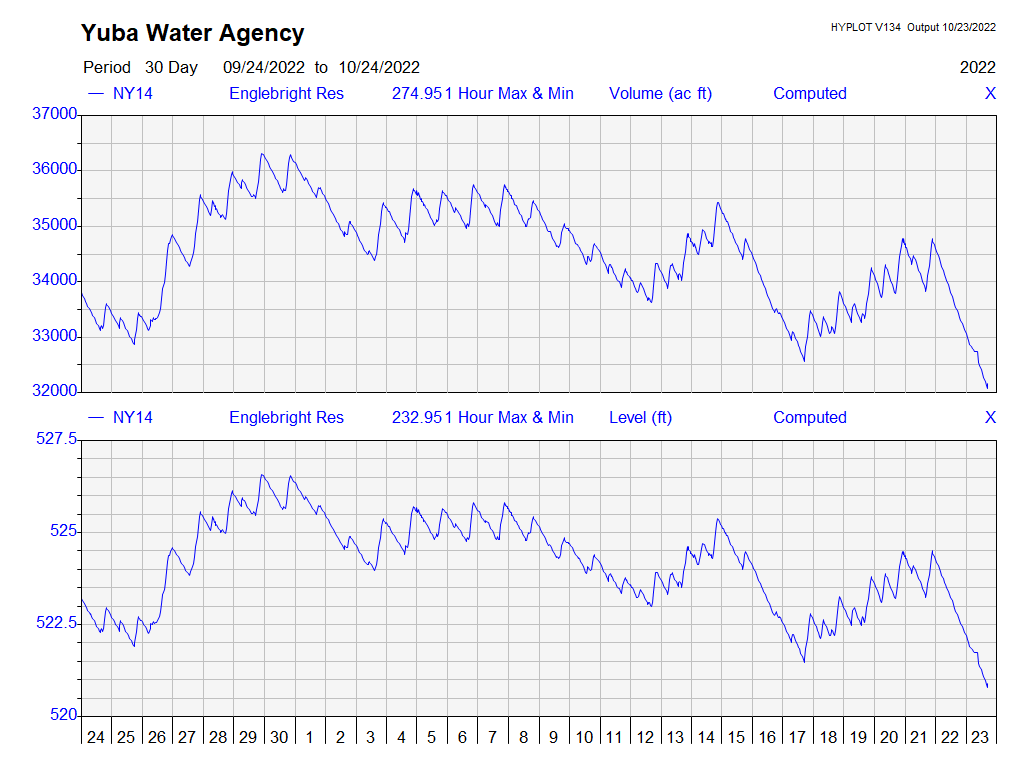 Yuba Water Agency
HYPLOT V134 Output 10/23/2022
Period 30 Day 09/24/2022 to 10/24/2022 2022
NY14 Englebright Res 274.951 Hour Max & Min Volume (ac ft) Computed X
37000
36000
35000
34000
33000
32000
NY14 Englebright Res 232.951 Hour Max & Min Level (ft) Computed X
527.5
525
522.5
520
24 25 26 27 28 29 30 1 2 3 4 5 6 7 8 9 10 11 12 13 14 15 16 17 18 19 20 21 22 23